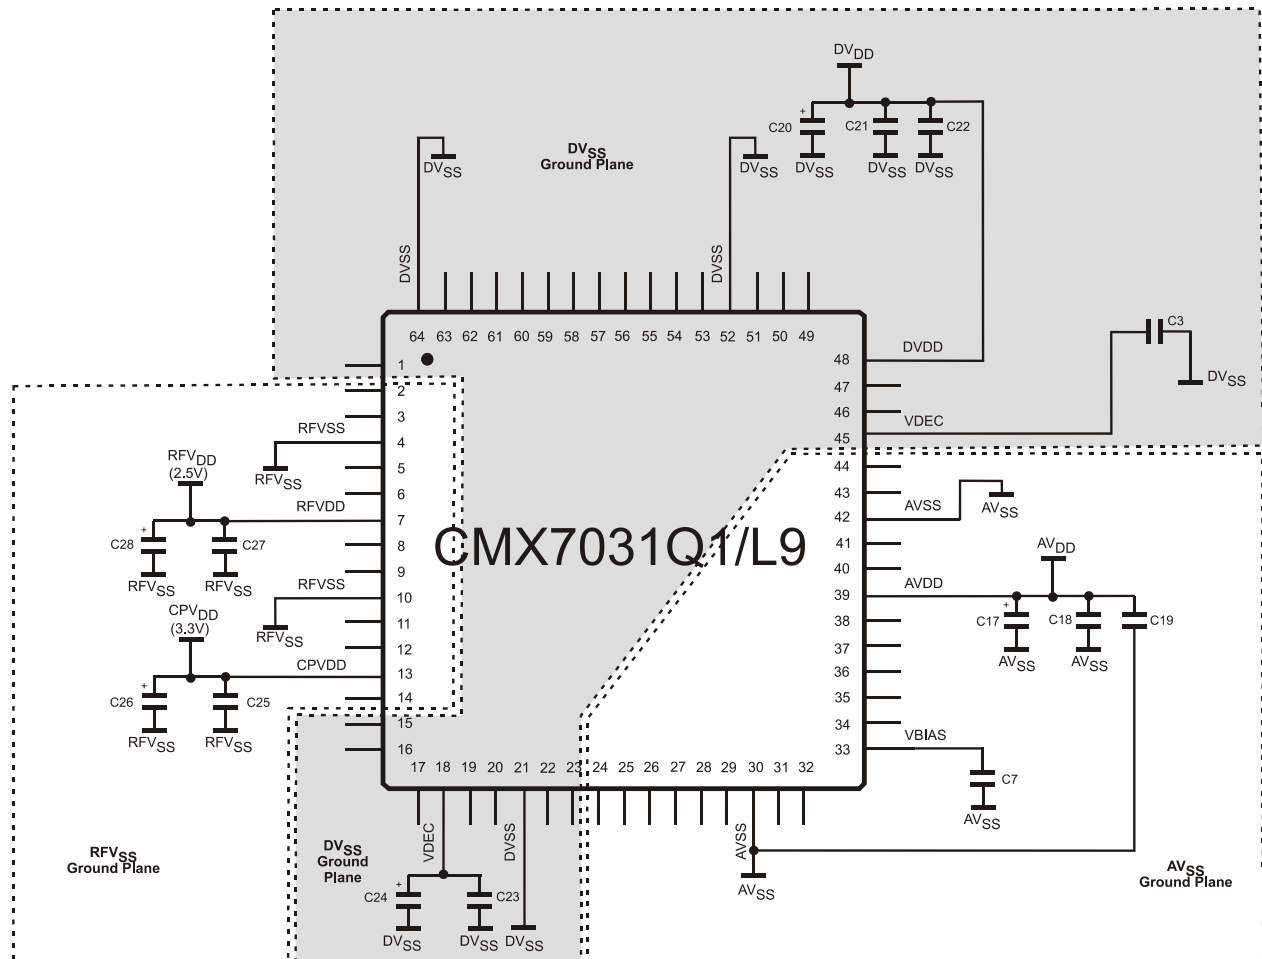 DVDD
+
C20
C21
C22
DVSS
DVSS
DVSS
DVSS
Ground Plane
DVSS
DVSS
DVSS
DVSS
64 63 62 61 60 59 58 57 56 55 54 53 52 51 50 49
C3
DVSS
1
2
3
4
5
6
7
8
9
10
11
12
13
14
15
16
48
47
46
45
44
43
42
41
40
39
38
37
36
35
34
33
DVDD
VDEC
RFVSS
RFVSS
RFVDD
(2.5V)
RFVDD
+
C28
C27
RFVSS
RFVSS
RFVSS
RFVSS
CPVDD
(3.3V)
CPVDD
+
C26
C25
RFVSS
RFVSS
CMX7031Q1/L9
AVSS
AVSS
AVDD
AVDD
+
C17
C18
C19
AVSS
AVSS
VBIAS
C7
AVSS
17 18 19 20 21 22 23 24 25 26 27 28 29 30 31 32
RFVSS
Ground Plane
DVSS
Ground
Plane
VDEC
DVSS
+
C24
C23
DVSS
DVSS
DVSS
AVSS
AVSS
AVSS
Ground Plane